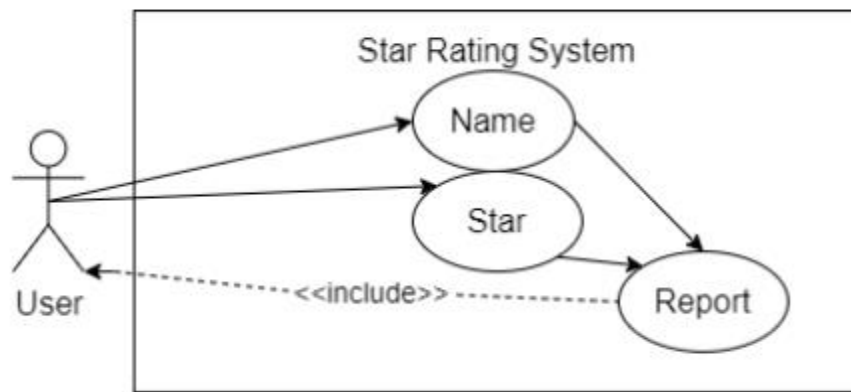 Star Rating System
Name
Star
<<include>>
User
Report